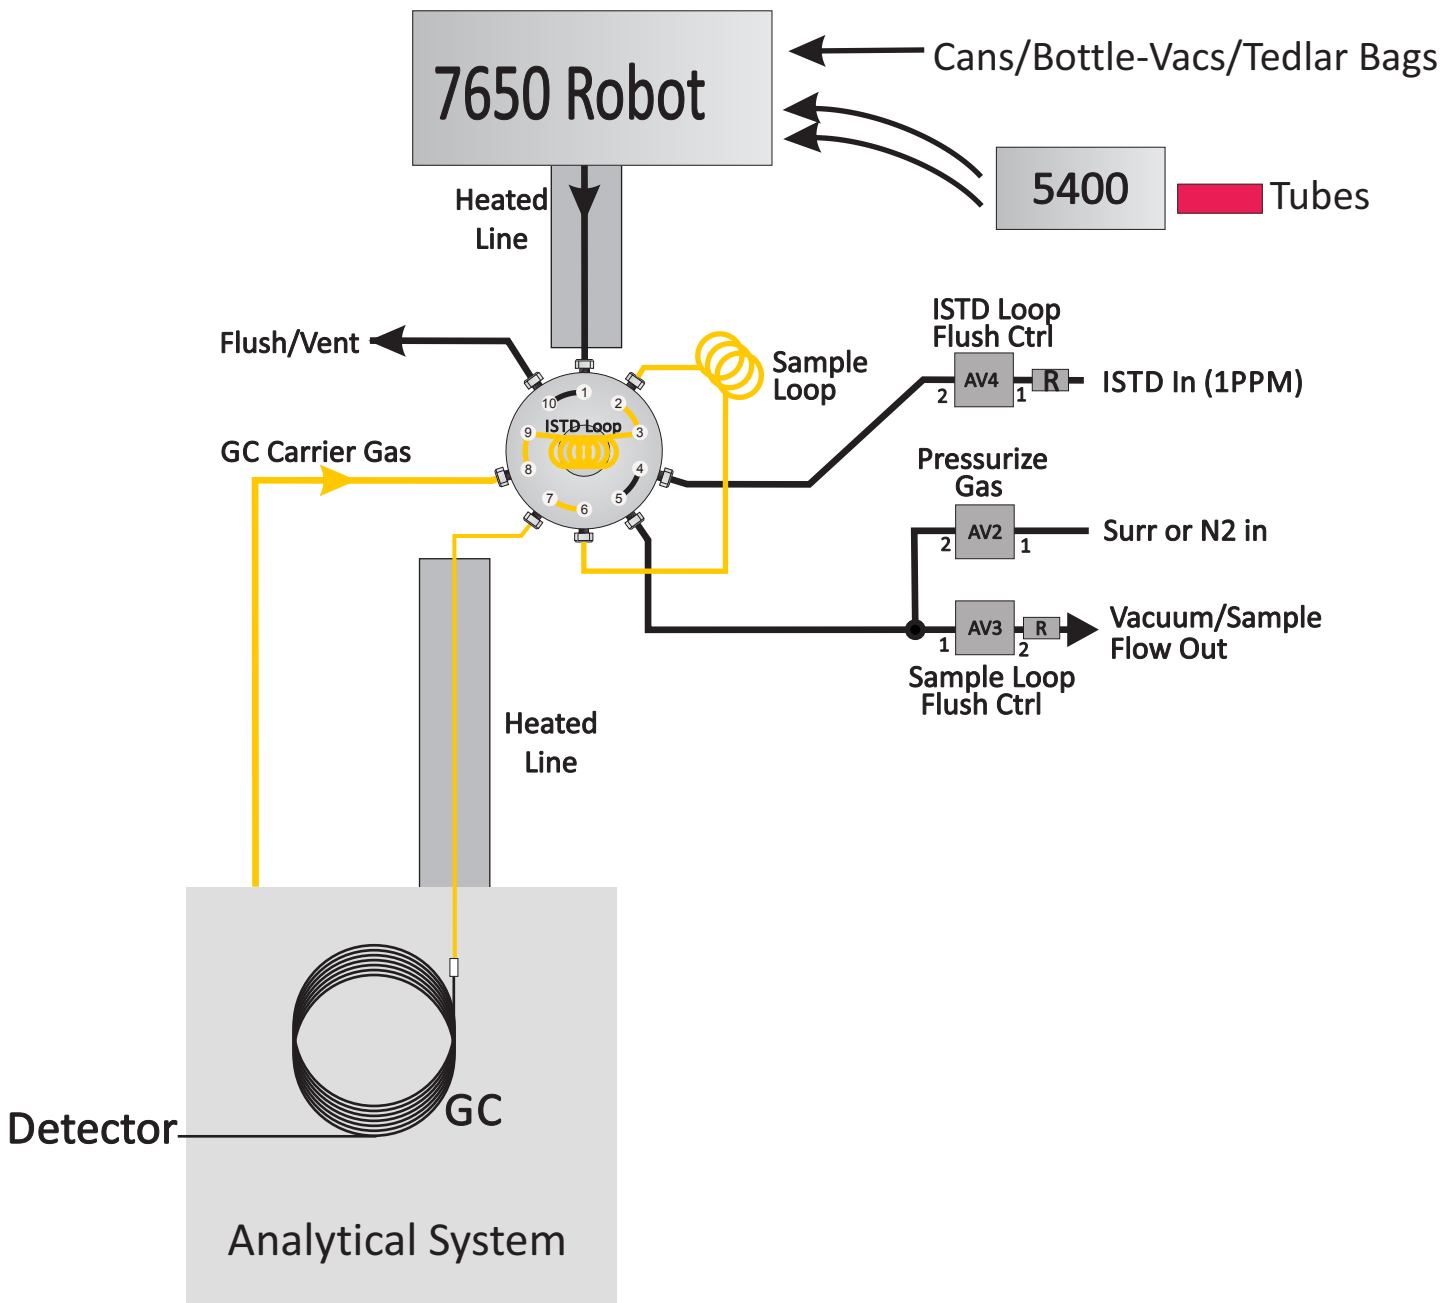 7650 Robot
Cans/Bottle-Vacs/Tedlar Bags
5400
Tubes
Heated
Line
Flush/Vent
Sample
Loop
ISTD Loop
Flush Ctrl
AV4
2
1
R
ISTD In (1PPM)
1
10
2
9
ISTD Loop
3
8
4
7
6
5
GC Carrier Gas
Pressurize
Gas
AV2
2
1
Surr or N2 in
AV3
1
2
R
Vacuum/Sample
Flow Out
Sample Loop
Flush Ctrl
Heated
Line
GC
Detector
Analytical System